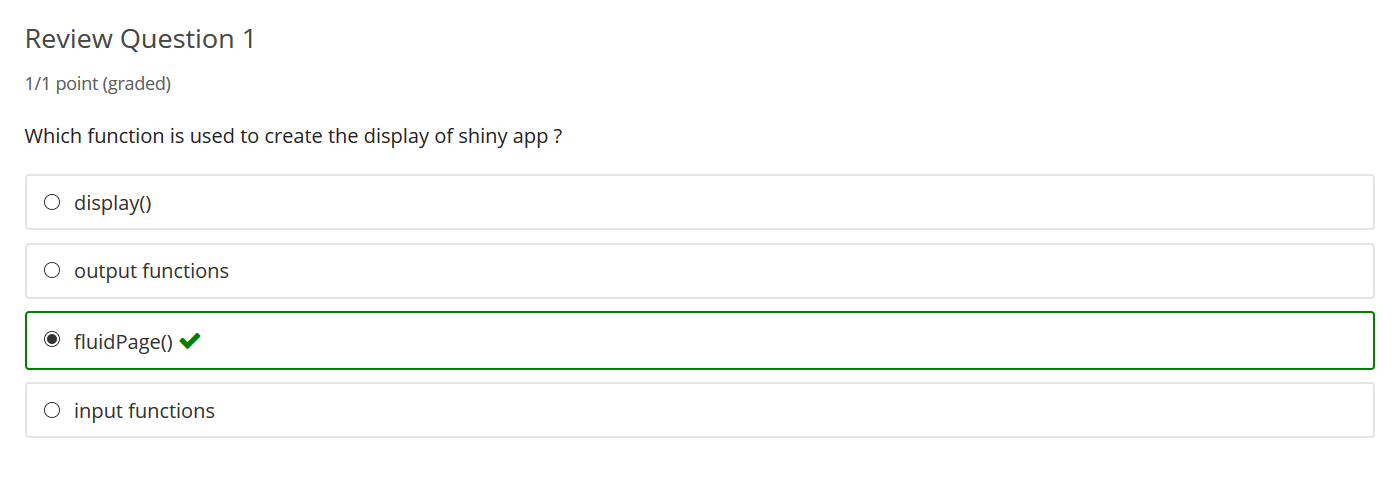 Review Question 1
1/1 point (graded)
Which function is used to create the display of shiny app ?
display()
output functions
fluidPage()
input functions